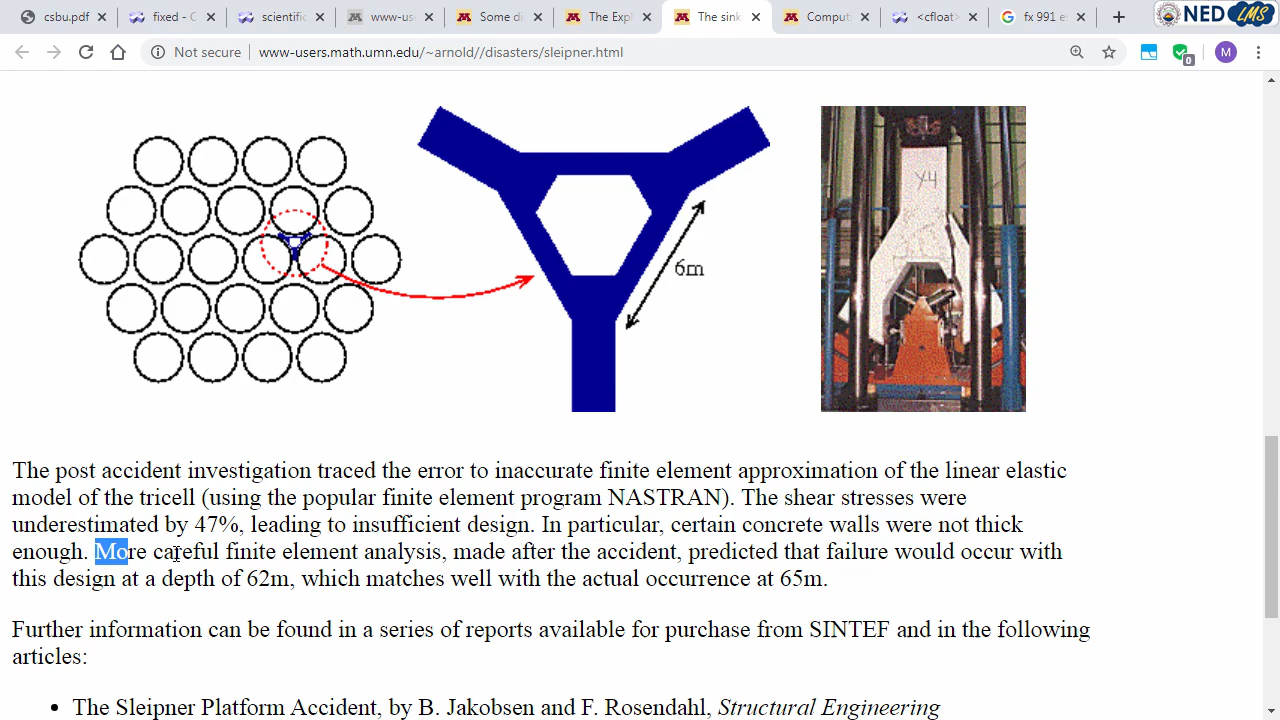 csbu.pdf
fixed - C
scientific
www-us
Some di
The Exp
The sink
Comput
<cfloat>
fx 991 e
NED LMS
Not secure
www-users.math.umn.edu/~arnold//disasters/sleipner.html
0
M
6m
Y4
The post accident investigation traced the error to inaccurate finite element approximation of the linear elastic
model of the tricell (using the popular finite element program NASTRAN). The shear stresses were
underestimated by 47%, leading to insufficient design. In particular, certain concrete walls were not thick
enough. More careful finite element analysis, made after the accident, predicted that failure would occur with
this design at a depth of 62m, which matches well with the actual occurrence at 65m.
Further information can be found in a series of reports available for purchase from SINTEF and in the following
articles:
• The Sleipner Platform Accident, by B. Jakobsen and F. Rosendahl, Structural Engineering